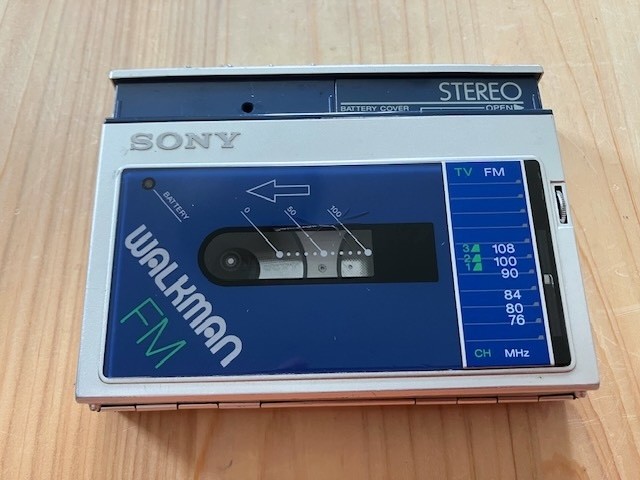 STEREO
BATTERY COVER OPEN
SONY
TV FM
BATTERY
0 50 100
WALKMAN
FM
3 108
2 100
1 90
84
80
76
CH MHz